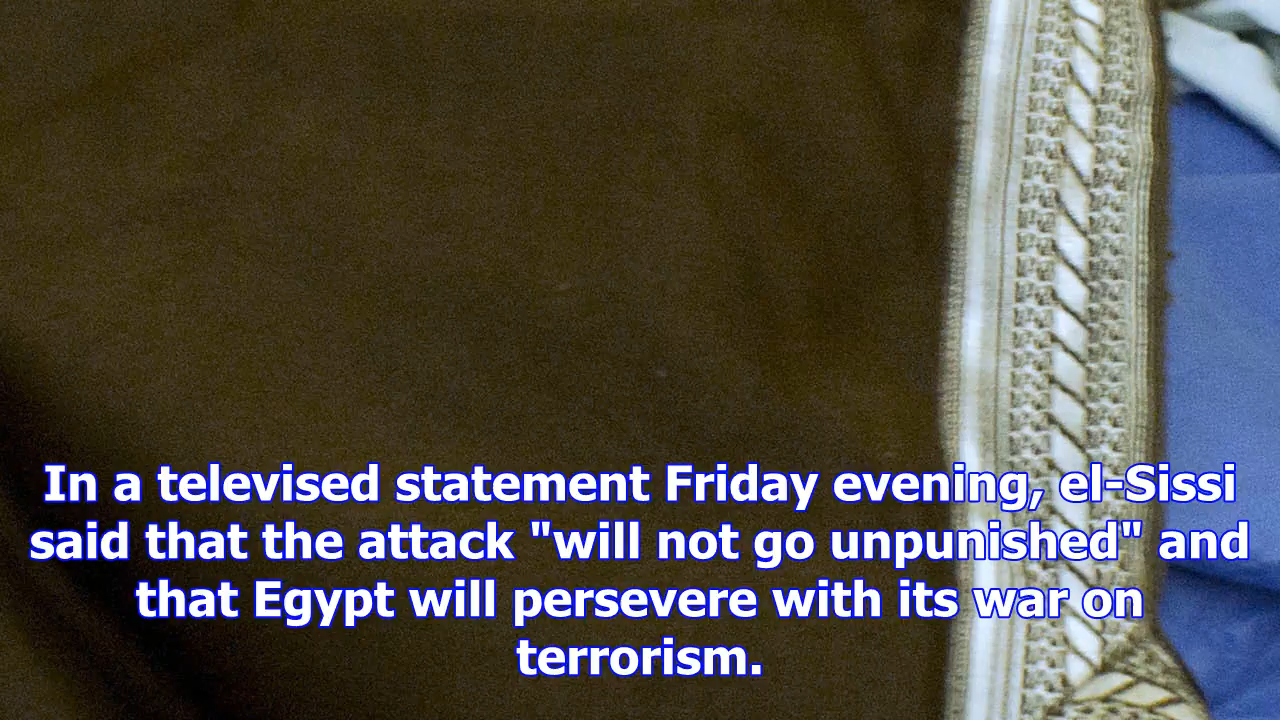 In a televised statement Friday evening, el-Sissi
said that the attack "will not go unpunished" and
that Egypt will persevere with its war on
terrorism.